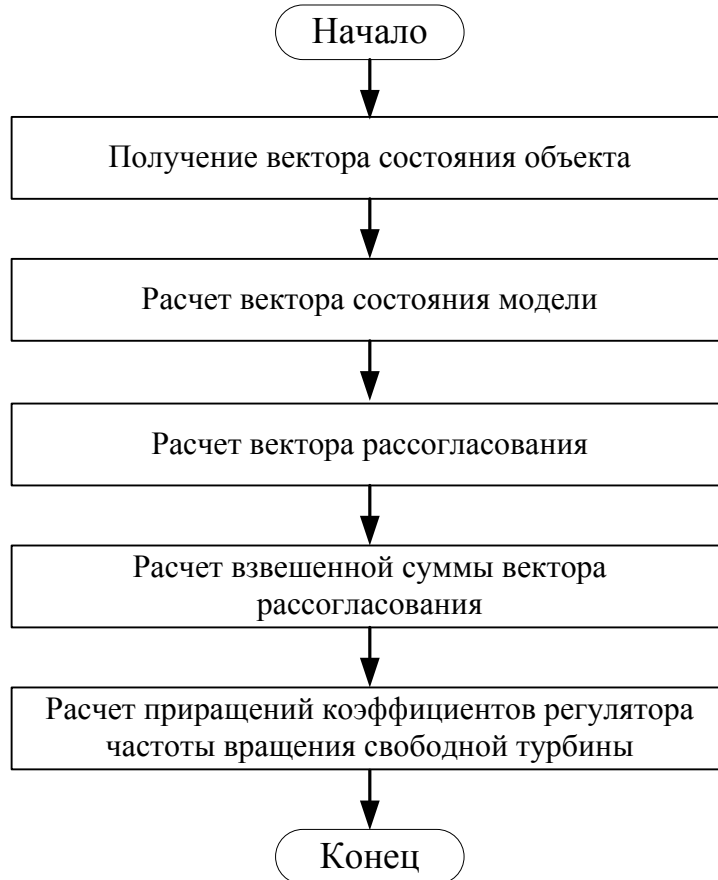 Начало
Получение вектора состояния объекта
Расчет вектора состояния модели
Расчет вектора рассогласования
Расчет взвешенной суммы вектора
рассогласования
Расчет приращений коэффициентов регулятора
частоты вращения свободной турбины
Конец